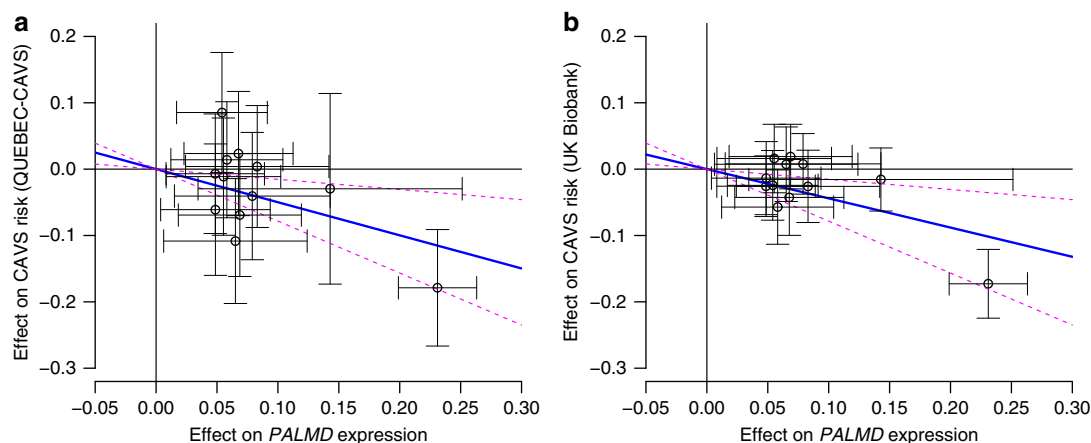 a
0.2
0.1
0.0
−0.1
−0.2
−0.3
Effect on CAVS risk (QUEBEC-CAVS)
−0.05 0.00 0.05 0.10 0.15 0.20 0.25 0.30
Effect on PALMD expression
b
0.2
0.1
0.0
−0.1
−0.2
−0.3
Effect on CAVS risk (UK Biobank)
−0.05 0.00 0.05 0.10 0.15 0.20 0.25 0.30
Effect on PALMD expression